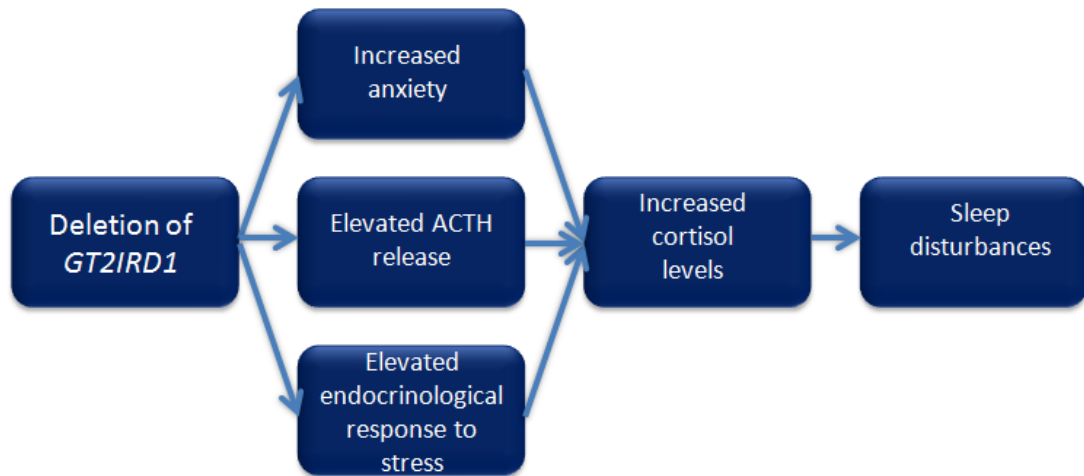 Deletion of
GT2IRD1
Increased
anxiety
Elevated ACTH
release
Elevated
endocrinological
response to
stress
Increased
cortisol
levels
Sleep
disturbances